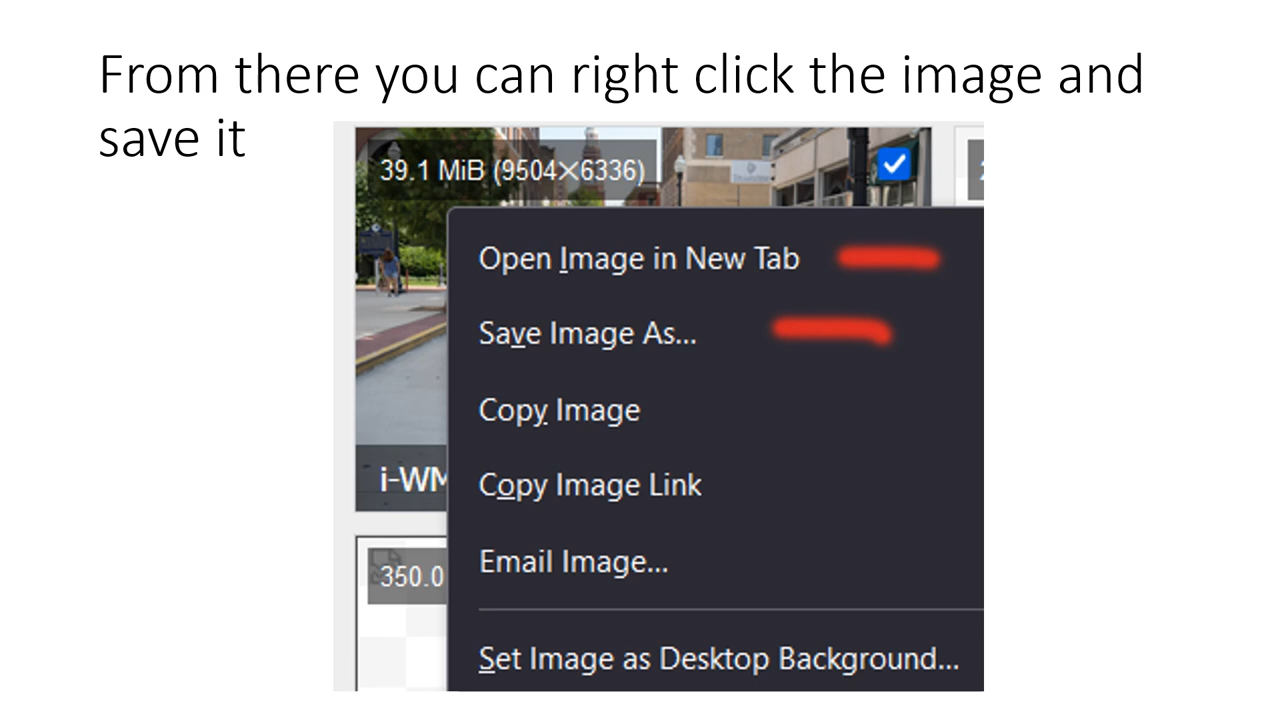 From there you can right click the image and
save it
39.1 MiB (9504×6336)
Open Image in New Tab
Save Image As...
Copy Image
i-WM
Copy Image Link
Email Image...
350.0
Set Image as Desktop Background...